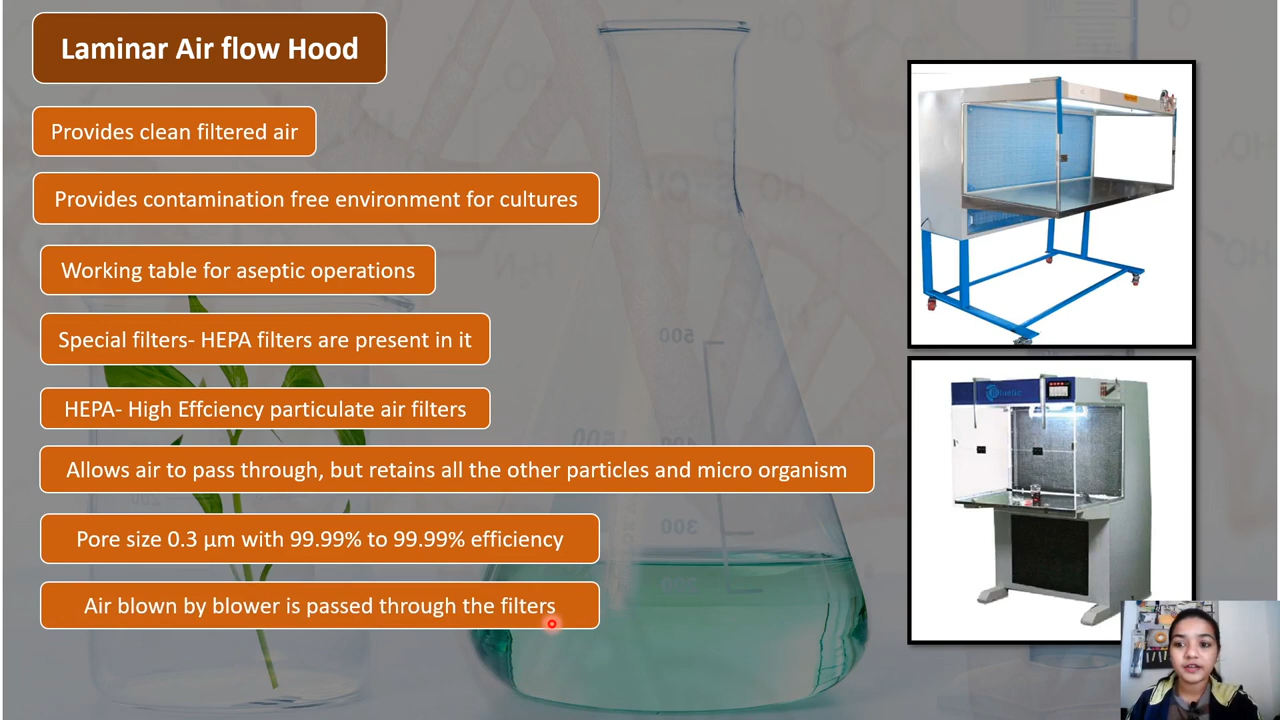 Laminar Air flow Hood
Provides clean filtered air
Provides contamination free environment for cultures
Working table for aseptic operations
Special filters- HEPA filters are present in it
HEPA- High Effciency particulate air filters
Allows air to pass through, but retains all the other particles and micro organism
Pore size 0.3 µm with 99.99% to 99.99% efficiency
Air blown by blower is passed through the filters
500
300